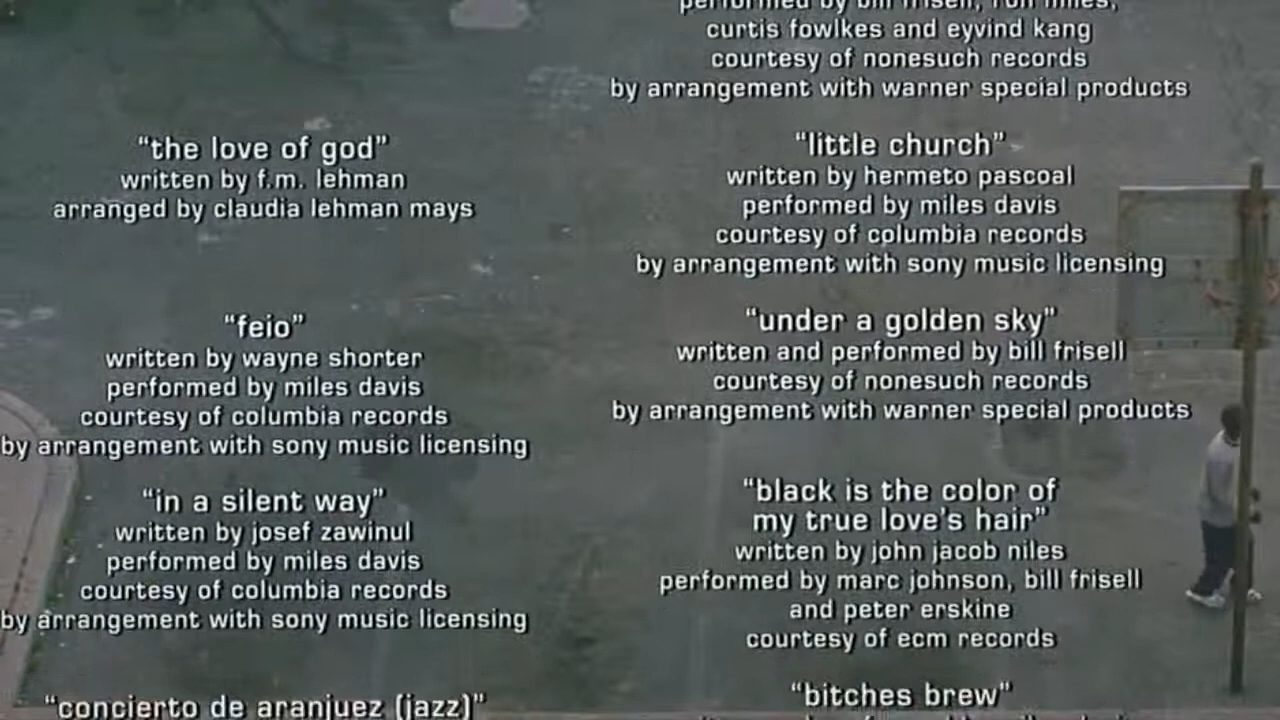 "the love of god"
written by f.m. lehman
arranged by claudia lehman mays
"feio"
written by wayne shorter
performed by miles davis
courtesy of columbia records
by arrangement with sony music licensing
"in a silent way"
written by josef zawinul
performed by miles davis
courtesy of columbia records
by arrangement with sony music licensing
"concierto de aranjuez (jazz)"
performed by bill frisell, ron miles,
curtis fowlkes and eyvind kang
courtesy of nonesuch records
by arrangement with warner special products
"little church"
written by hermeto pascoal
performed by miles davis
courtesy of columbia records
by arrangement with sony music licensing
"under a golden sky"
written and performed by bill frisell
courtesy of nonesuch records
by arrangement with warner special products
"black is the color of
my true love's hair"
written by john jacob niles
performed by marc johnson, bill frisell
and peter erskine
courtesy of ecm records
"bitches brew"